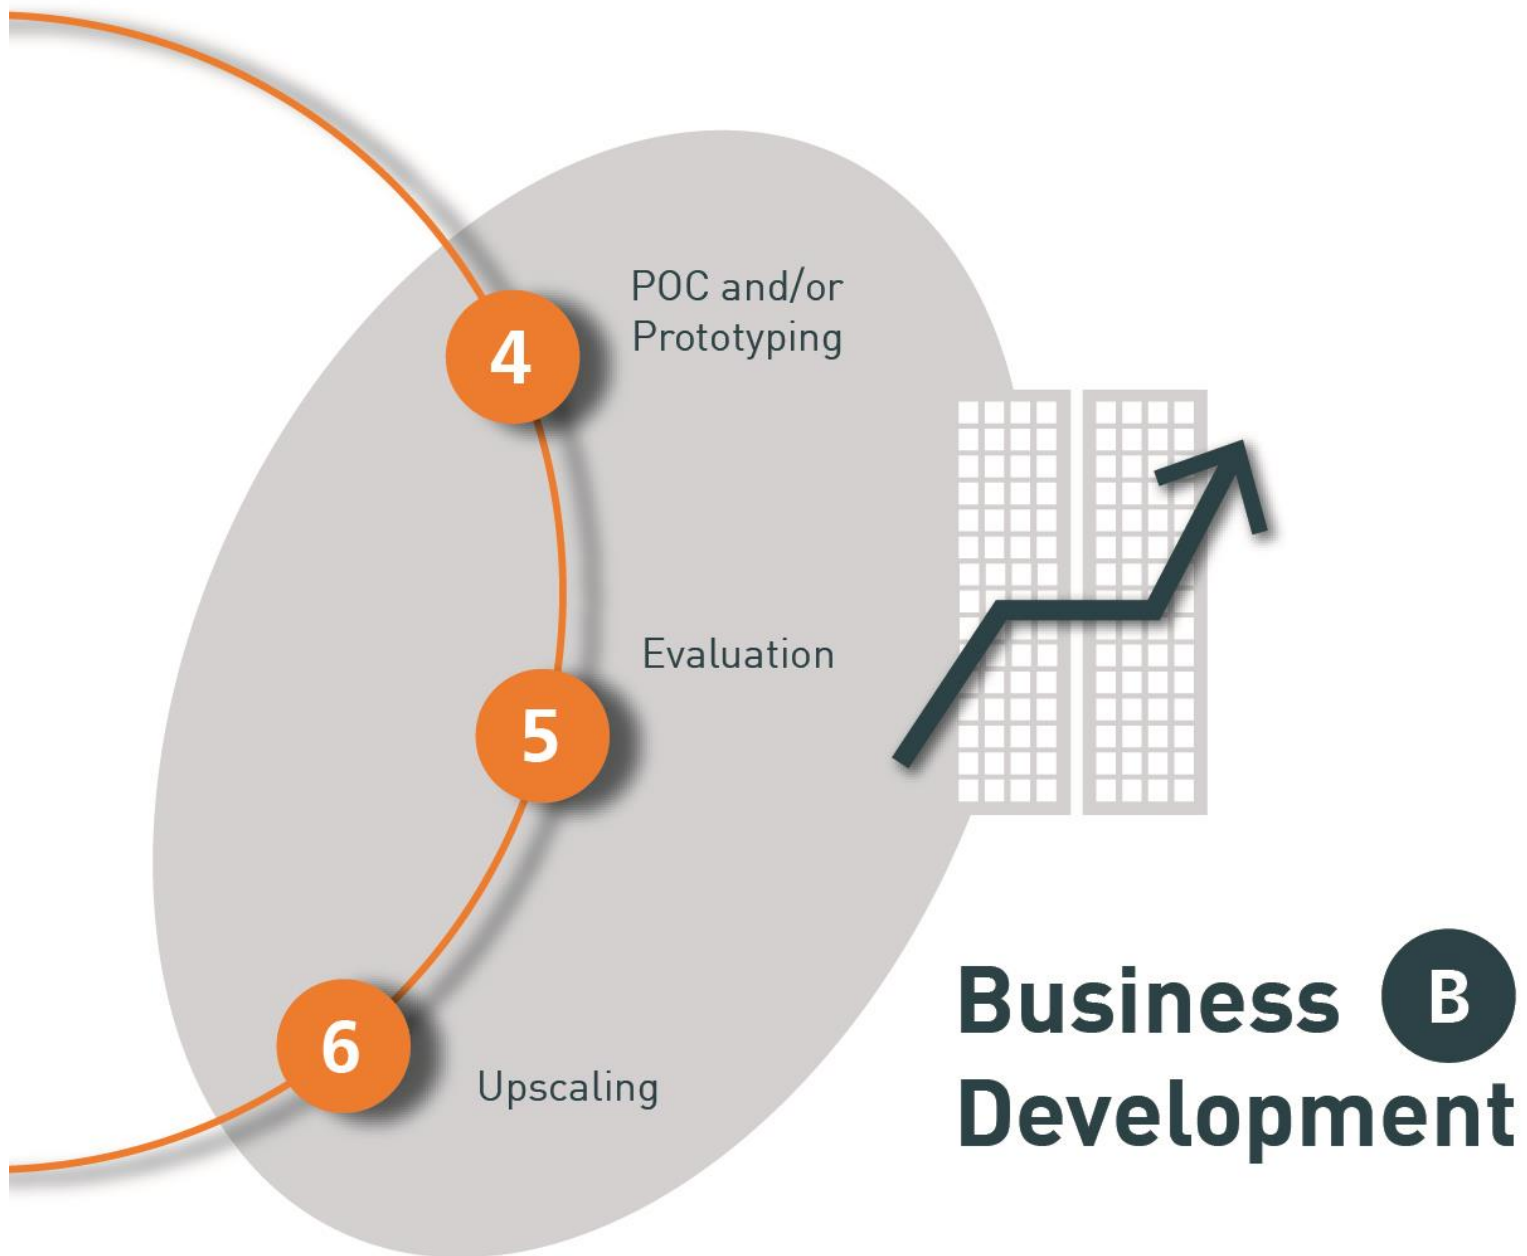 4
POC and/or
Prototyping
5
Evaluation
6
Upscaling
Business B
Development